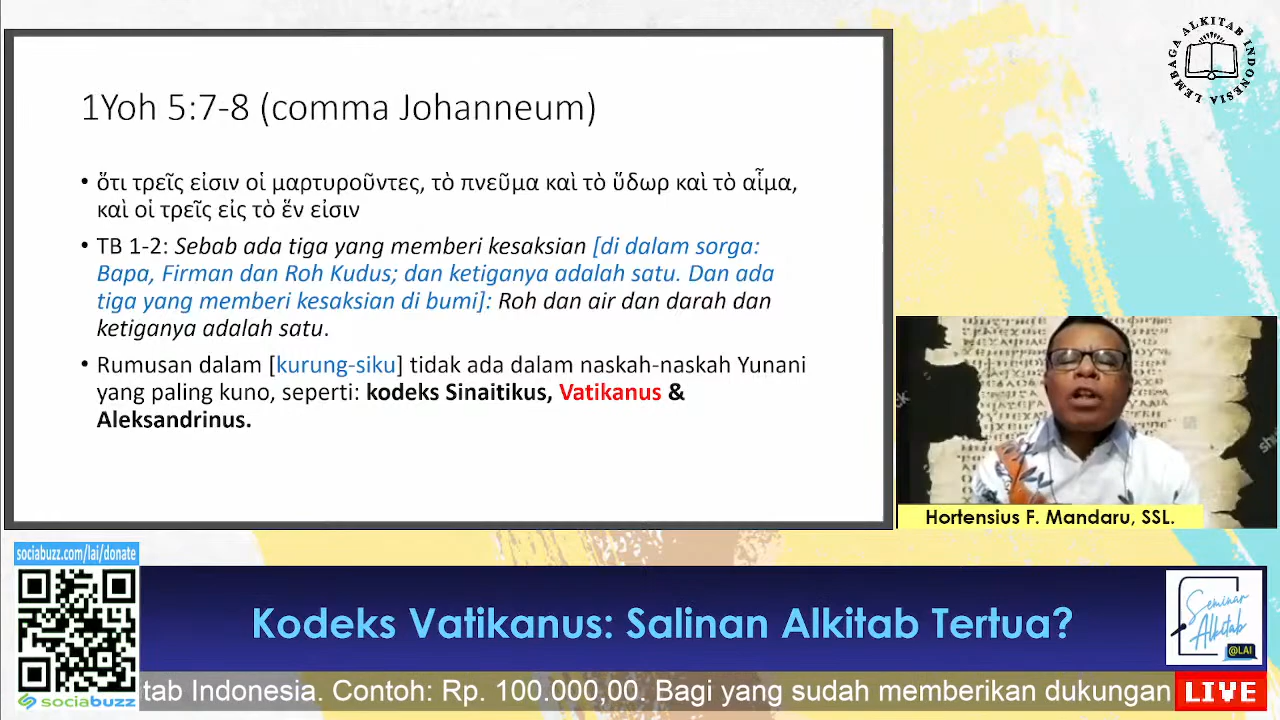 1Yoh 5:7-8 (comma Johanneum)
• ὅτι τρεῖς εἰσιν οἱ μαρτυροῦντες, τὸ πνεῦμα καὶ τὸ ὕδωρ καὶ τὸ αἷμα,
καὶ οἱ τρεῖς εἰς τὸ ἕν εἰσιν
• TB 1-2: Sebab ada tiga yang memberi kesaksian [di dalam sorga:
Bapa, Firman dan Roh Kudus; dan ketiganya adalah satu. Dan ada
tiga yang memberi kesaksian di bumi]: Roh dan air dan darah dan
ketiganya adalah satu.
• Rumusan dalam [kurung-siku] tidak ada dalam naskah-naskah Yunani
yang paling kuno, seperti: kodeks Sinaitikus, Vatikanus &
Aleksandrinus.
LEMBAGA ALKITAB INDONESIA
Hortensius F. Mandaru, SSL.
sociabuzz.com/lai/donate
sociabuzz
Kodeks Vatikanus: Salinan Alkitab Tertua?
Seminar
Alkitab
@LAI
tab Indonesia. Contoh: Rp. 100.000,00. Bagi yang sudah memberikan dukungan
LIVE